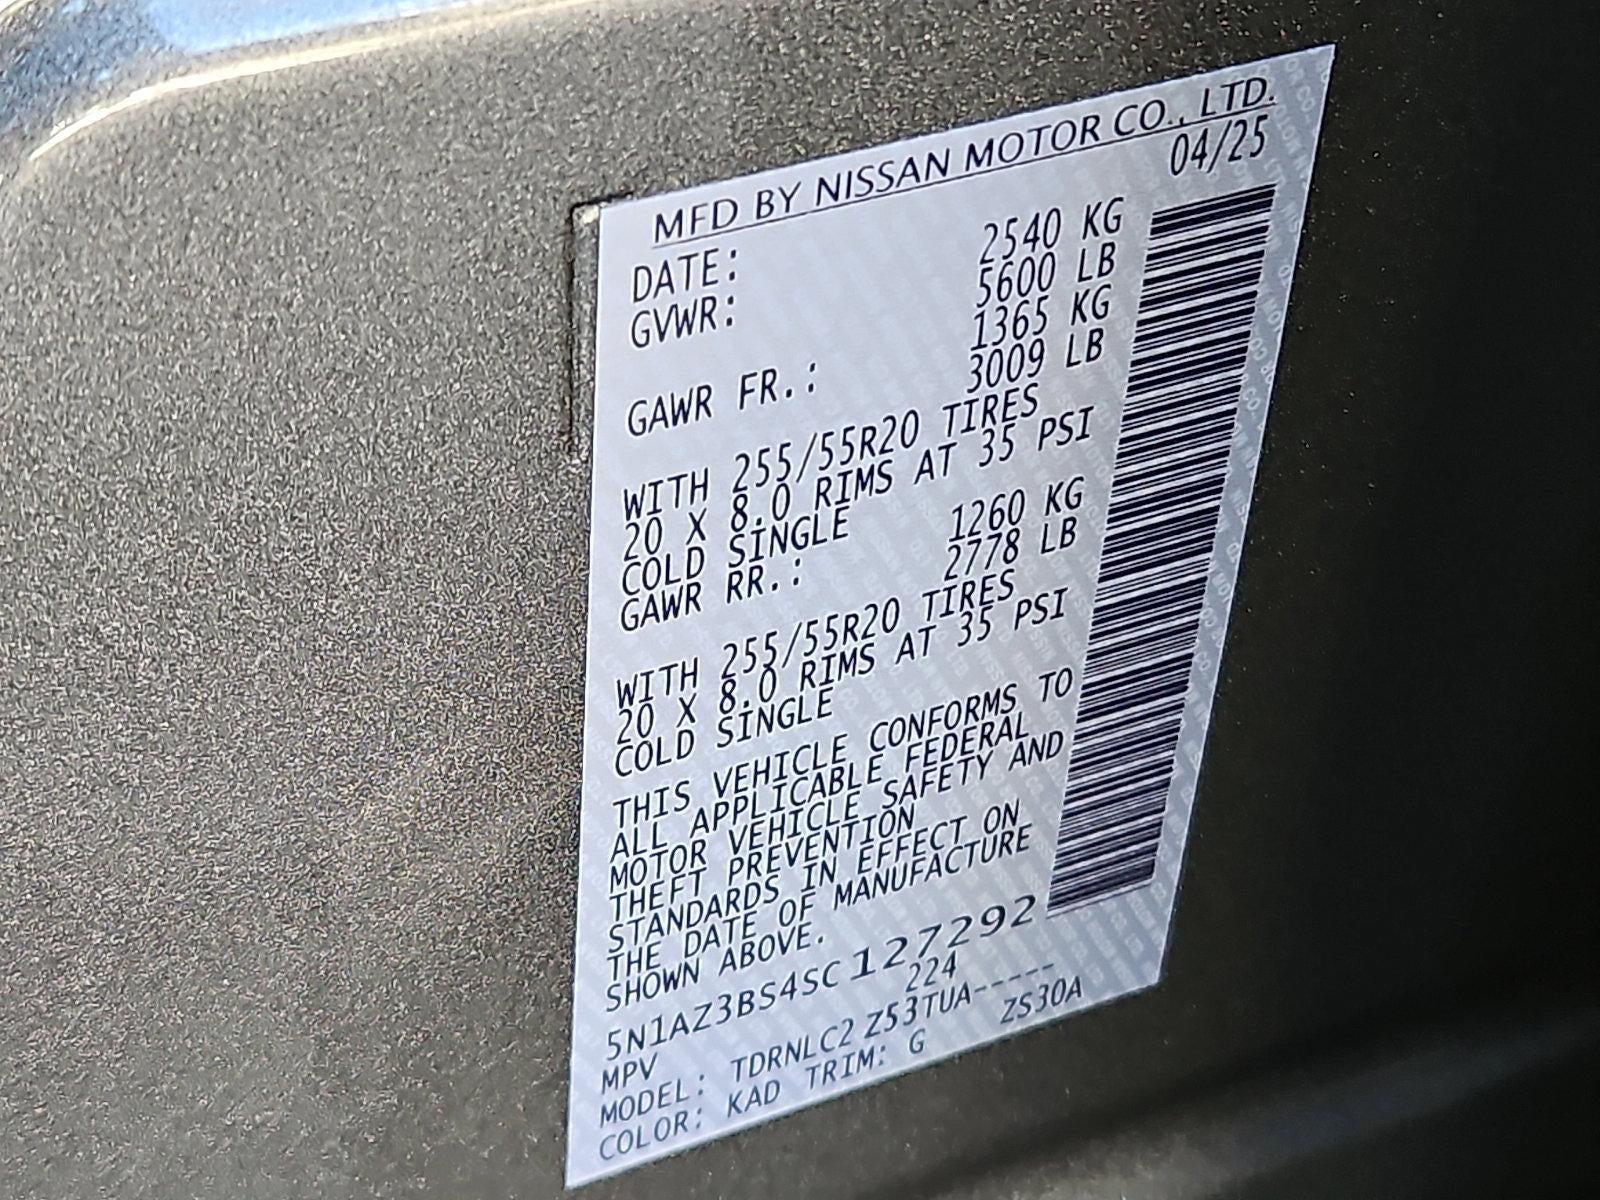 MFD BY NISSAN MOTOR CO., LTD.
DATE: 04/25
GVWR: 2540 KG
5600 LB
GAWR FR.: 1365 KG
3009 LB
WITH 255/55R20 TIRES
20 X 8.0 RIMS AT 35 PSI
COLD SINGLE
GAWR RR.: 1260 KG
2778 LB
WITH 255/55R20 TIRES
20 X 8.0 RIMS AT 35 PSI
COLD SINGLE
THIS VEHICLE CONFORMS TO
ALL APPLICABLE FEDERAL
MOTOR VEHICLE SAFETY AND
THEFT PREVENTION
STANDARDS IN EFFECT ON
THE DATE OF MANUFACTURE
SHOWN ABOVE.
5N1AZ3BS4SC127292
MPV 224
MODEL: TDRNLC2 Z53TUA-----
COLOR: KAD TRIM: G ZS30A